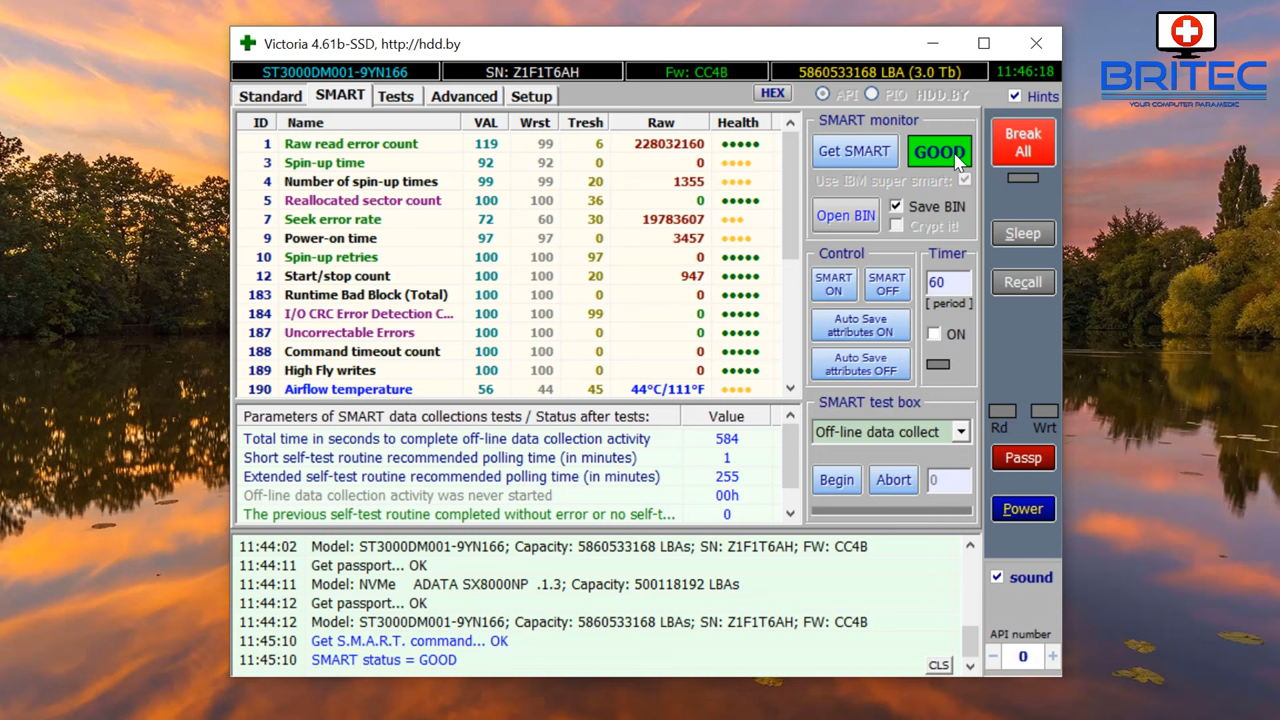 BRITEC
YOUR COMPUTER PARAMEDIC
Victoria 4.61b-SSD, http://hdd.by
ST3000DM001-9YN166 SN: Z1F1T6AH Fw: CC4B 5860533168 LBA (3.0 Tb) 11:46:18
Standard SMART Tests Advanced Setup HEX API PIO HDD.BY Hints
ID Name VAL Wrst Tresh Raw Health
1 Raw read error count 119 99 6 228032160
3 Spin-up time 92 92 0 0
4 Number of spin-up times 99 99 20 1355
5 Reallocated sector count 100 100 36 0
7 Seek error rate 72 60 30 19783607
9 Power-on time 97 97 0 3457
10 Spin-up retries 100 100 97 0
12 Start/stop count 100 100 20 947
183 Runtime Bad Block (Total) 100 100 0 0
184 I/O CRC Error Detection C... 100 100 99 0
187 Uncorrectable Errors 100 100 0 0
188 Command timeout count 100 100 0 0
189 High Fly writes 100 100 0 0
190 Airflow temperature 56 44 45 44°C/111°F
Parameters of SMART data collections tests / Status after tests: Value
Total time in seconds to complete off-line data collection activity 584
Short self-test routine recommended polling time (in minutes) 1
Extended self-test routine recommended polling time (in minutes) 255
Off-line data collection activity was never started 00h
The previous self-test routine completed without error or no self-t... 0
SMART monitor
Get SMART GOOD
Use IBM super smart:
Open BIN Save BIN
Crypt it!
Control Timer
SMART ON SMART OFF 60
[ period ]
Auto Save attributes ON ON
Auto Save attributes OFF
SMART test box
Off-line data collect
Begin Abort 0
Break All
Sleep
Recall
Rd Wrt
Passp
Power
sound
API number
− 0 +
11:44:02 Model: ST3000DM001-9YN166; Capacity: 5860533168 LBAs; SN: Z1F1T6AH; FW: CC4B
11:44:11 Get passport... OK
11:44:11 Model: NVMe ADATA SX8000NP .1.3; Capacity: 500118192 LBAs
11:44:12 Get passport... OK
11:44:12 Model: ST3000DM001-9YN166; Capacity: 5860533168 LBAs; SN: Z1F1T6AH; FW: CC4B
11:45:10 Get S.M.A.R.T. command... OK
11:45:10 SMART status = GOOD
CLS